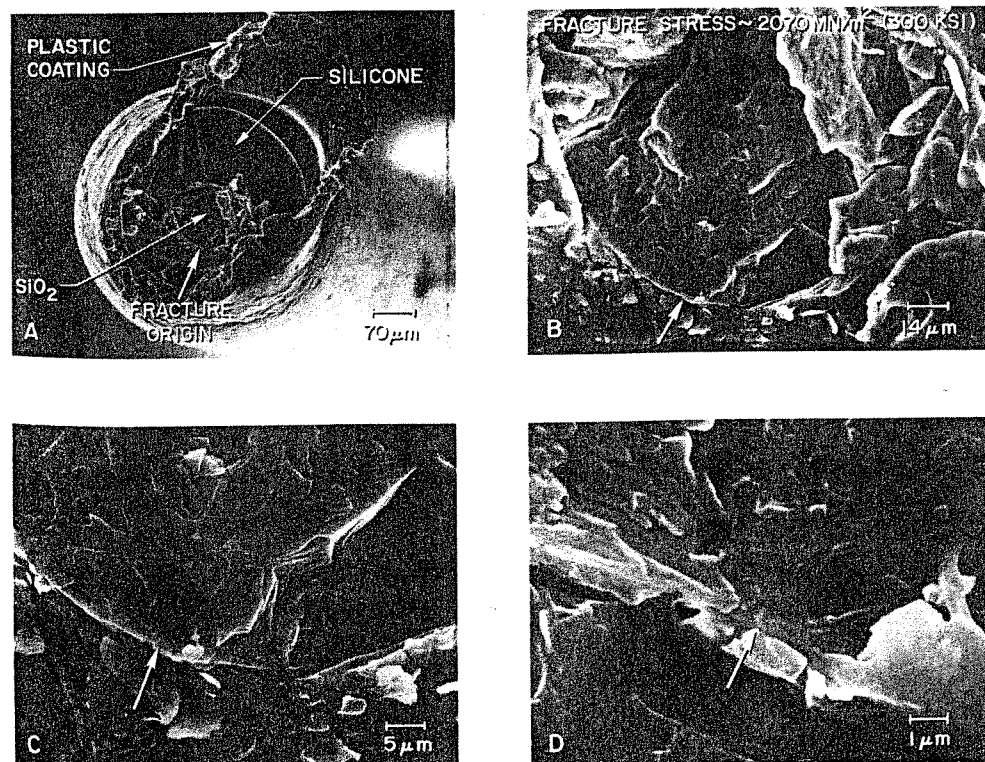 PLASTIC
COATING
SILICONE
SiO₂
FRACTURE
ORIGIN
A
70μm
FRACTURE STRESS ~ 2070 MN/m² (300 KSI)
B
14μm
C
5μm
D
1μm